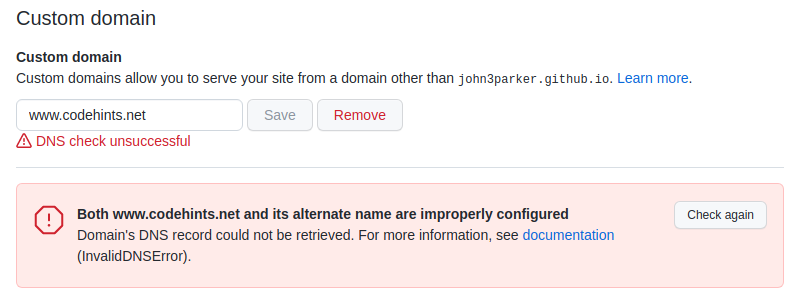 Custom domain
Custom domain
Custom domains allow you to serve your site from a domain other than john3parker.github.io. Learn more.
www.codehints.net Save Remove
DNS check unsuccessful
Both www.codehints.net and its alternate name are improperly configured
Check again
Domain's DNS record could not be retrieved. For more information, see documentation
(InvalidDNSError).